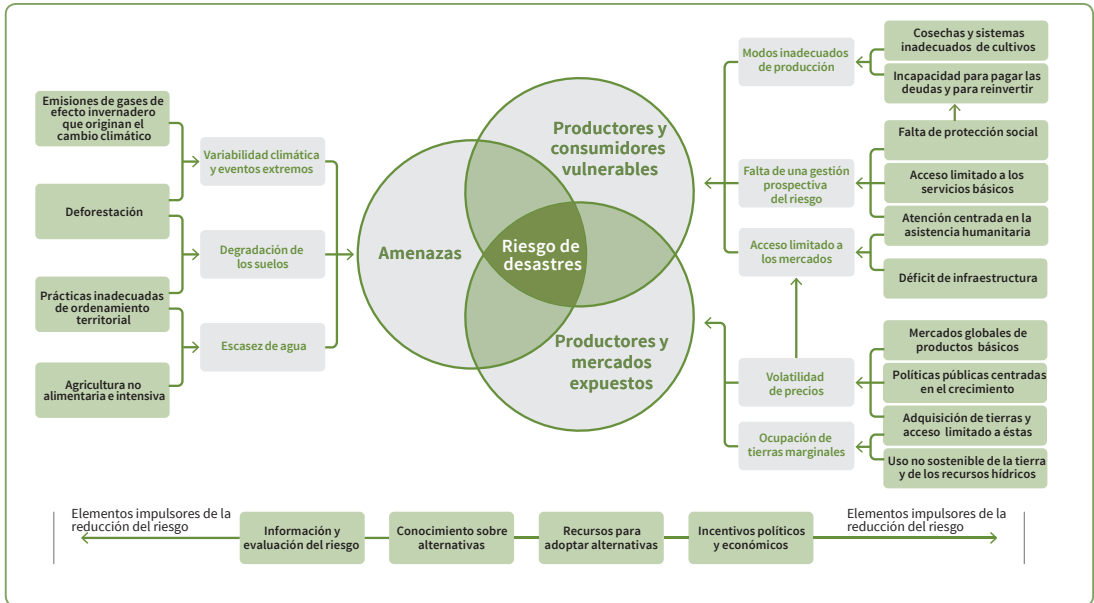 Emisiones de gases de
efecto invernadero
que originan el
cambio climático
Deforestación
Prácticas inadecuadas
de ordenamiento
territorial
Agricultura no
alimentaria e intensiva
Variabilidad climática
y eventos extremos
Degradación de
los suelos
Escasez de agua
Amenazas
Productores y
consumidores
vulnerables
Riesgo de
desastres
Productores y
mercados
expuestos
Modos inadecuados
de producción
Falta de una gestión
prospectiva
del riesgo
Acceso limitado a
los mercados
Volatilidad
de precios
Ocupación de
tierras marginales
Cosechas y sistemas
inadecuados de cultivos
Incapacidad para pagar las
deudas y para reinvertir
Falta de protección social
Acceso limitado a los
servicios básicos
Atención centrada en la
asistencia humanitaria
Déficit de infraestructura
Mercados globales de
productos básicos
Políticas públicas centradas
en el crecimiento
Adquisición de tierras y
acceso limitado a éstas
Uso no sostenible de la tierra
y de los recursos hídricos
Elementos impulsores de la
reducción del riesgo
Información y
evaluación del riesgo
Conocimiento sobre
alternativas
Recursos para
adoptar alternativas
Incentivos políticos
y económicos
Elementos impulsores de la
reducción del riesgo